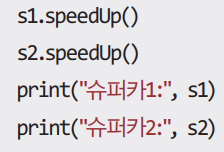 s1.speedUp()
s2.speedUp()
print("슈퍼카1:", s1)
print("슈퍼카2:", s2)